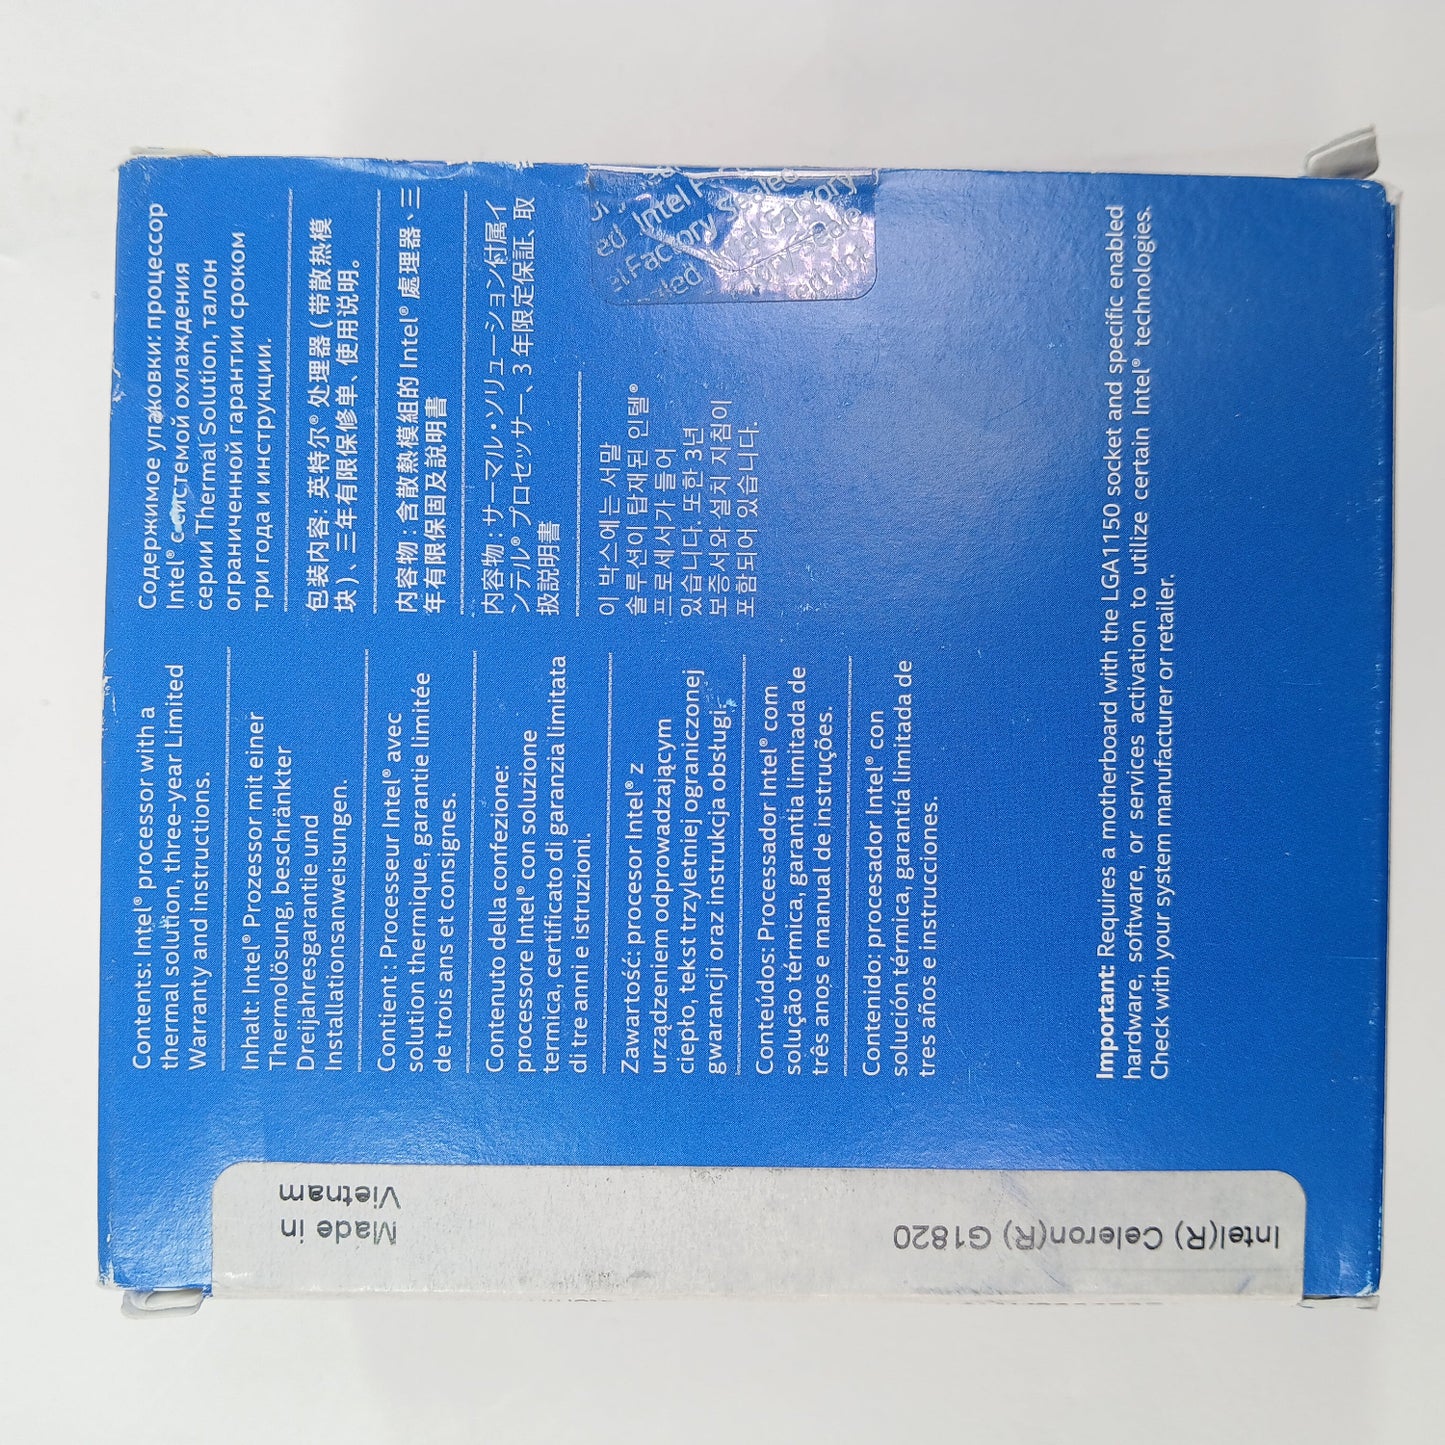 Contents: Intel® processor with a
thermal solution, three-year Limited
Warranty and instructions.
Inhalt: Intel® Prozessor mit einer
Thermolösung, beschränkter
Dreijahresgarantie und
Installationsanweisungen.
Contient : Processeur Intel® avec
solution thermique, garantie limitée
de trois ans et consignes.
Contenuto della confezione:
processore Intel® con soluzione
termica, certificato di garanzia limitata
di tre anni e istruzioni.
Zawartość: procesor Intel® z
urządzeniem odprowadzającym
ciepło, tekst trzyletniej ograniczonej
gwarancji oraz instrukcja obsługi.
Conteúdos: Processador Intel® com
solução térmica, garantia limitada de
três anos e manual de instruções.
Contenido: procesador Intel® con
solución térmica, garantía limitada de
tres años e instrucciones.
Содержимое упаковки: процессор
Intel® с системой охлаждения
серии Thermal Solution, талон
ограниченной гарантии сроком
три года и инструкции.
包装内容: 英特尔® 处理器 ( 带散热模
块 )、三年有限保修单、使用说明。
內容物 : 含散熱模組的 Intel® 處理器、三
年有限保固及說明書
内容物 : サーマル・ソリューション付属イ
ンテル® プロセッサー、3 年限定保証、取
扱説明書
이 박스에는 서말
솔루션이 탑재된 인텔®
프로세서가 들어
있습니다. 또한 3년
보증서와 설치 지침이
포함되어 있습니다.
Important: Requires a motherboard with the LGA1150 socket and specific enabled
hardware, software, or services activation to utilize certain Intel® technologies.
Check with your system manufacturer or retailer.
Intel Factory Sealed
Intel(R) Celeron(R) G1820
Made in
Vietnam